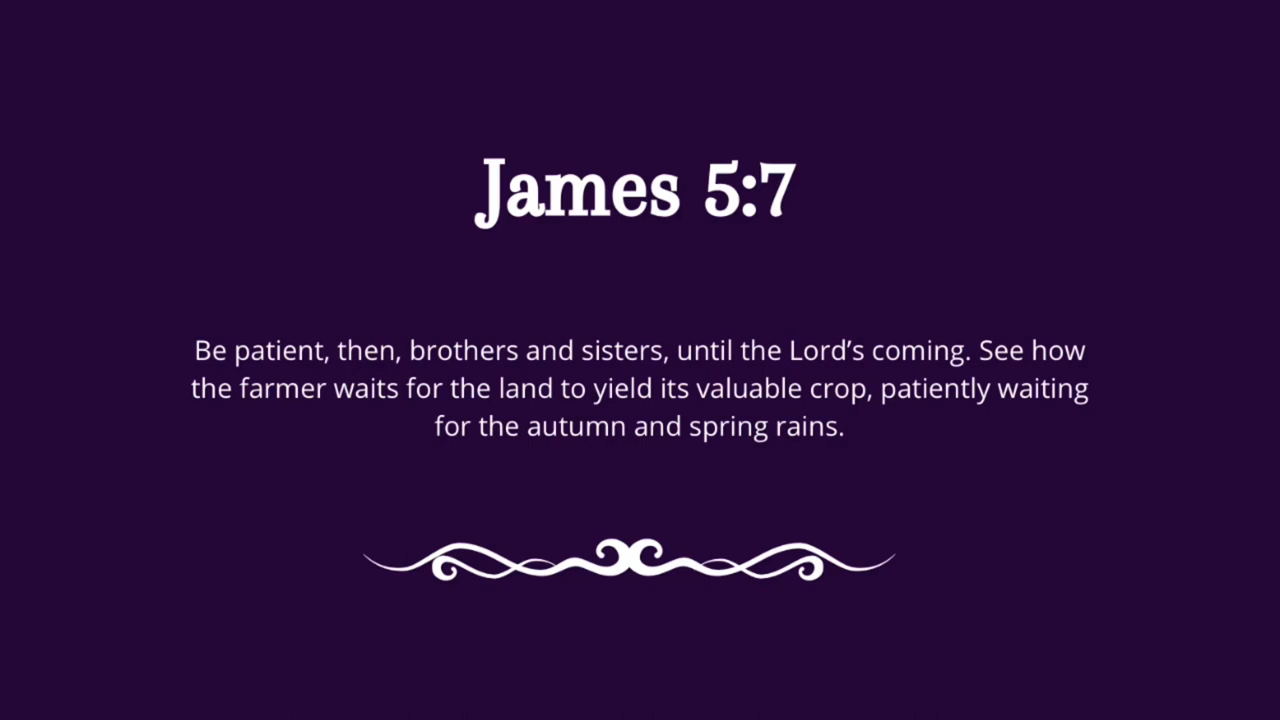 James 5:7
Be patient, then, brothers and sisters, until the Lord’s coming. See how
the farmer waits for the land to yield its valuable crop, patiently waiting
for the autumn and spring rains.